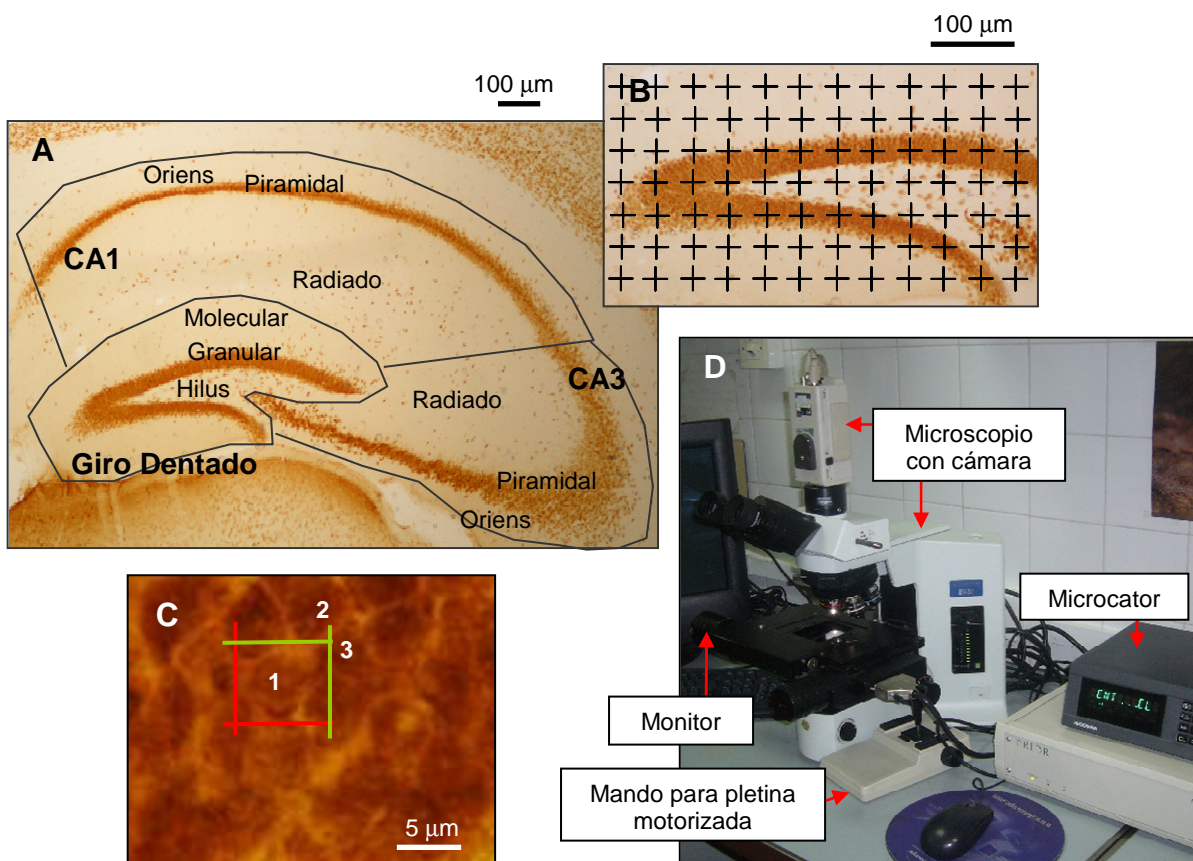 100 μm
100 μm
A
Oriens
Piramidal
CA1
Radiado
Molecular
Granular
Hilus
CA3
Radiado
Giro Dentado
Piramidal
Oriens
B
C
2
3
1
5 μm
D
Microscopio
con cámara
Microcator
Monitor
Mando para pletina
motorizada
PRIOR